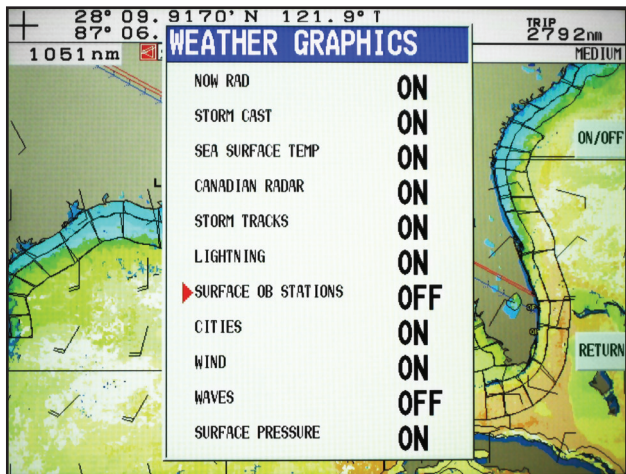 28° 09. 9170' N 121. 9° T
87° 06.
TRIP
2792nm
1051 nm
MEDIUM
WEATHER GRAPHICS
NOW RAD ON
STORM CAST ON
SEA SURFACE TEMP ON
CANADIAN RADAR ON
STORM TRACKS ON
LIGHTNING ON
SURFACE OB STATIONS OFF
CITIES ON
WIND ON
WAVES OFF
SURFACE PRESSURE ON
ON/OFF
RETURN